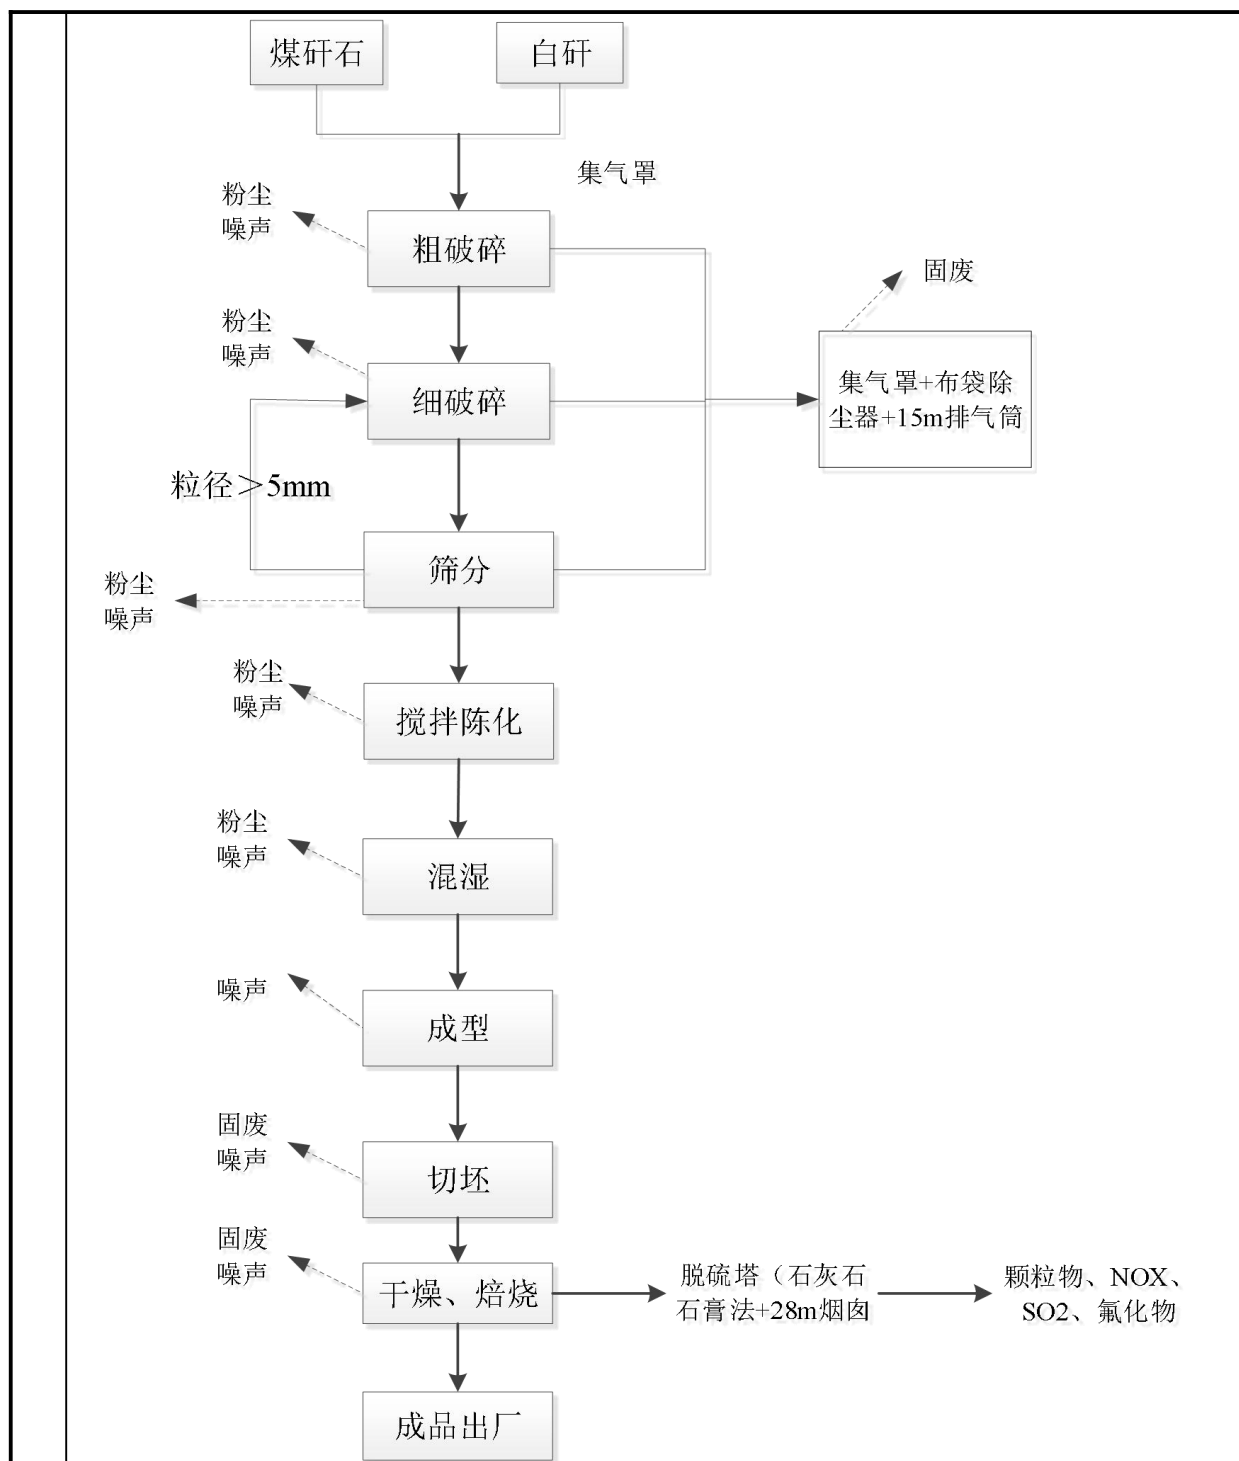 煤矸石
白矸
集气罩
粉尘
噪声
粗破碎
固废
粉尘
噪声
细破碎
集气罩+布袋除
尘器+15m排气筒
粒径＞5mm
筛分
粉尘
噪声
粉尘
噪声
搅拌陈化
粉尘
噪声
混湿
噪声
成型
固废
噪声
切坯
固废
噪声
干燥、焙烧
脱硫塔（石灰石
石膏法+28m烟囱
颗粒物、NOX、
SO2、氟化物
成品出厂